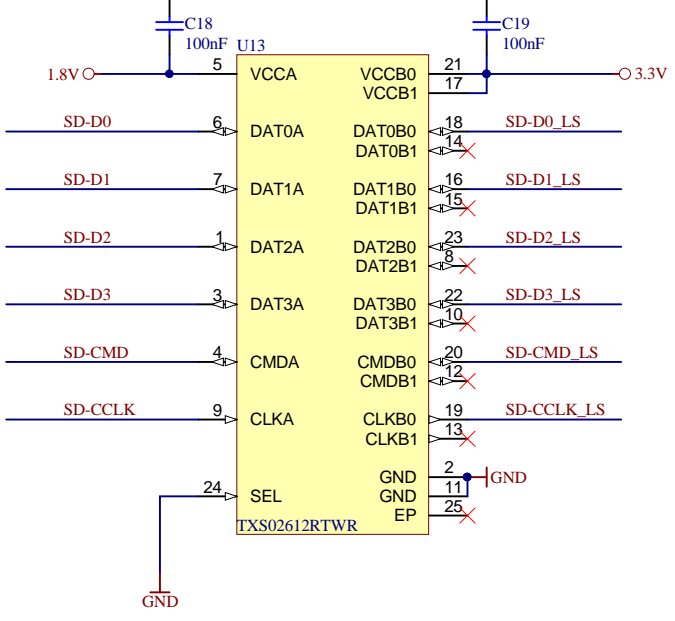 C18
100nF
C19
100nF
U13
1.8V
5
VCCA
VCCB0
21
3.3V
VCCB1
17
SD-D0
6
DAT0A
DAT0B0
18
SD-D0_LS
DAT0B1
14
SD-D1
7
DAT1A
DAT1B0
16
SD-D1_LS
DAT1B1
15
SD-D2
1
DAT2A
DAT2B0
23
SD-D2_LS
DAT2B1
8
SD-D3
3
DAT3A
DAT3B0
22
SD-D3_LS
DAT3B1
10
SD-CMD
4
CMDA
CMDB0
20
SD-CMD_LS
CMDB1
12
SD-CCLK
9
CLKA
CLKB0
19
SD-CCLK_LS
CLKB1
13
GND
2
GND
GND
11
24
SEL
EP
25
TXS02612RTWR
GND